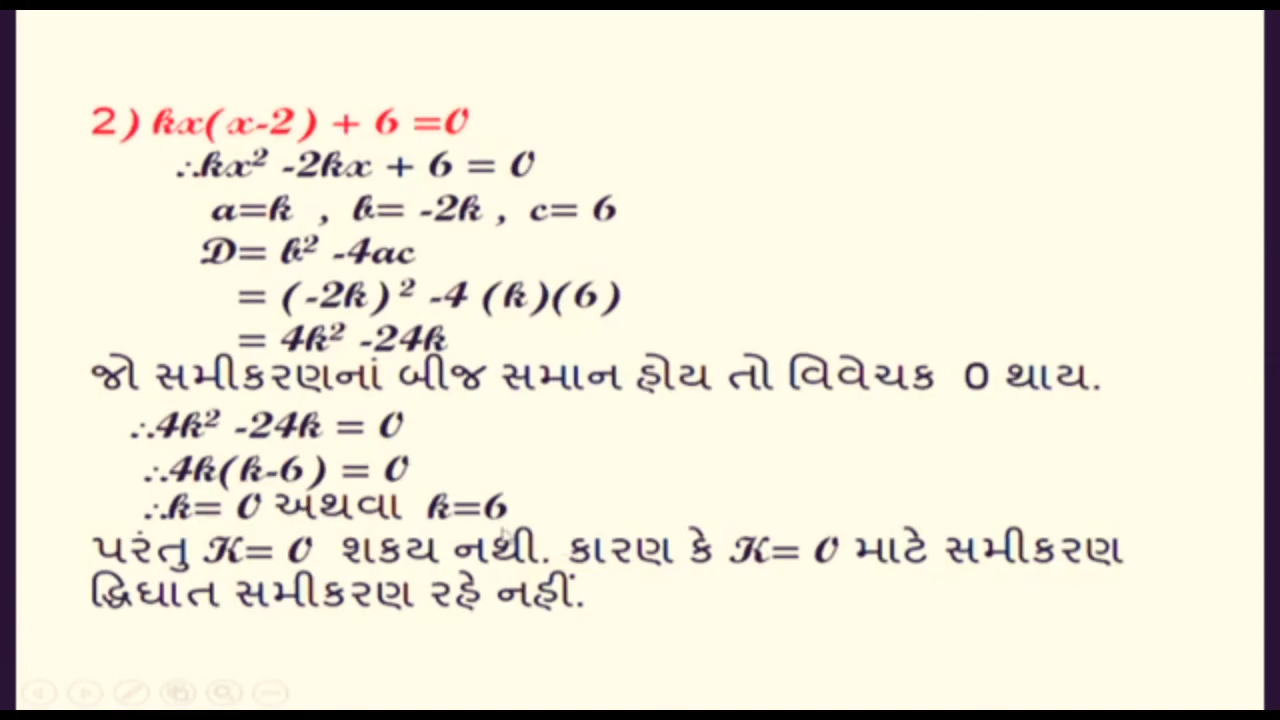 2) kx(x-2) + 6 =0
∴kx² -2kx + 6 = 0
a=k , b= -2k , c= 6
D= b² -4ac
= (-2k)² -4 (k)(6)
= 4k² -24k
જો સમીકરણનાં બીજ સમાન હોય તો વિવેચક 0 થાય.
∴4k² -24k = 0
∴4k(k-6) = 0
∴k= 0 અથવા k=6
પરંતુ K= 0 શકય નથી. કારણ કે K= 0 માટે સમીકરણ
દ્વિઘાત સમીકરણ રહે નહીં.